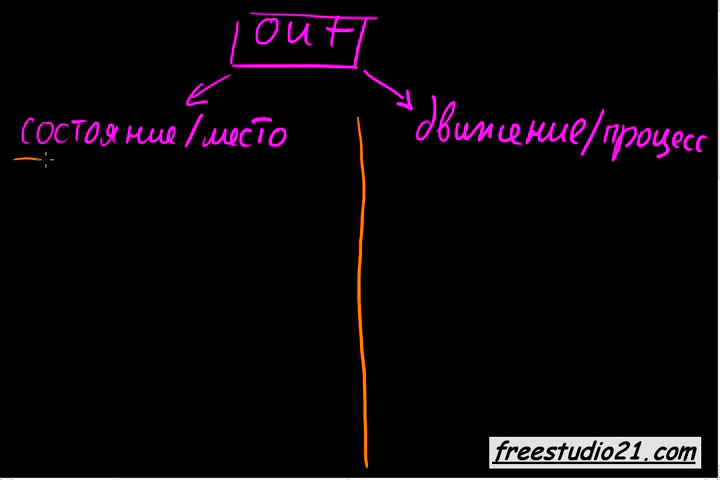 out
состояние/место
движение/процесс
freestudio21.com